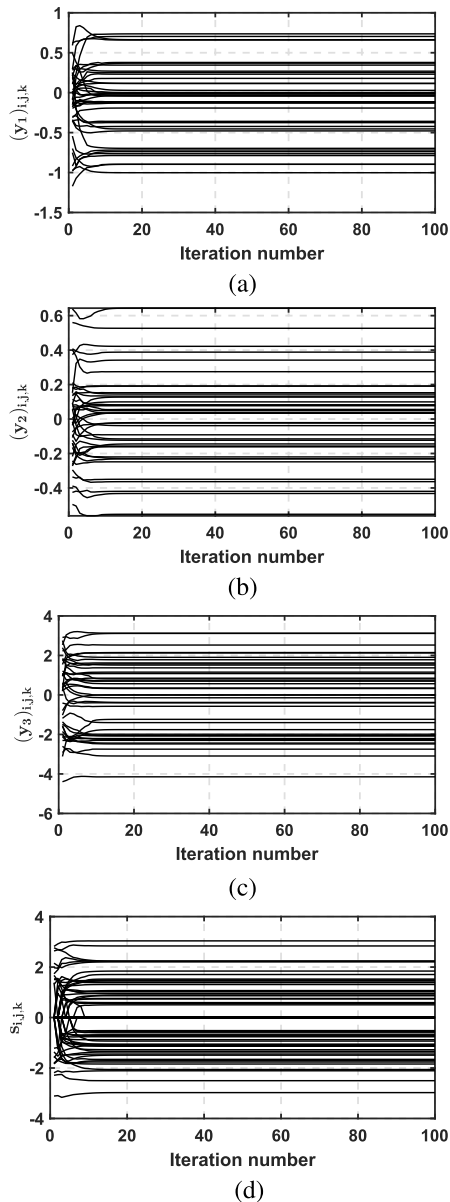 1
0.5
0
-0.5
-1
-1.5
(y₁)i,j,k
0 20 40 60 80 100
Iteration number
(a)
0.6
0.4
0.2
0
-0.2
-0.4
(y₂)i,j,k
0 20 40 60 80 100
Iteration number
(b)
4
2
0
-2
-4
-6
(y₃)i,j,k
0 20 40 60 80 100
Iteration number
(c)
4
2
0
-2
-4
si,j,k
0 20 40 60 80 100
Iteration number
(d)